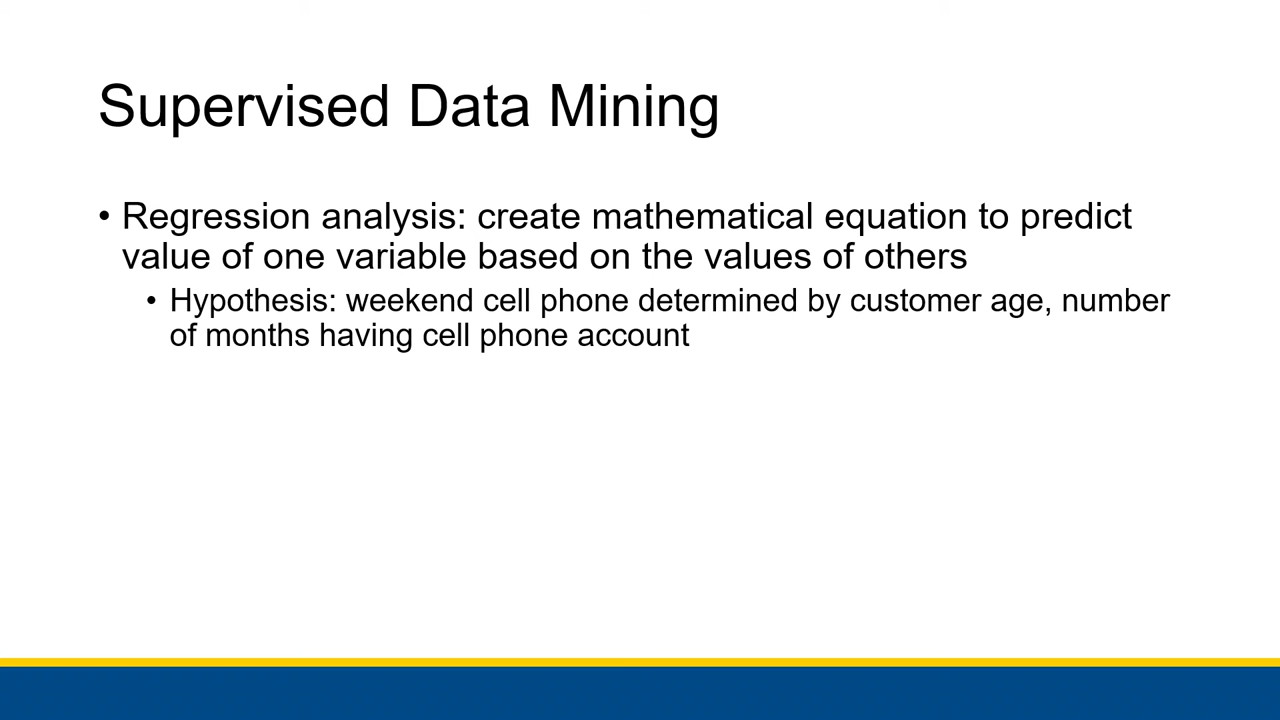 Supervised Data Mining
• Regression analysis: create mathematical equation to predict
value of one variable based on the values of others
• Hypothesis: weekend cell phone determined by customer age, number
of months having cell phone account